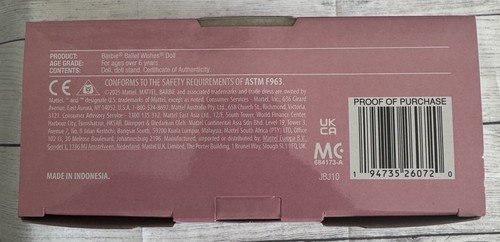 PRODUCT: Barbie® Ballet Wishes® Doll
AGE GRADE: For ages over 6 years.
CONTENTS: Doll, doll stand, Certificate of Authenticity.
CONFORMS TO THE SAFETY REQUIREMENTS OF ASTM F963.
CE
MATTEL, BARBIE and associated trademarks and trade dress are owned by
Mattel. ™ and ® designate U.S. trademarks of Mattel, except as noted. Consumer Services - Mattel, Inc., 636 Girard
Avenue, East Aurora, NY 14052, U.S.A. 1-800-524-8697. Mattel Australia Pty. Ltd., 658 Church St., Richmond, Victoria,
3121. Consumer Advisory Service - 1300 135 312. Mattel East Asia Ltd., 12/F, South Tower, World Finance Centre,
Harbour City, Tsimshatsui, HK, China. Diimport & Diedarkan Oleh: Mattel Continental Asia Sdn Bhd. Level 19, Tower 3,
Avenue 7, No. 8 Jalan Kerinchi, Bangsar South, 59200 Kuala Lumpur, Malaysia. Mattel South Africa (PTY) LTD, Office
102 I3, 30 Melrose Boulevard, Johannesburg 2196. Manufactured, imported or distributed by: Mattel Europa B.V.,
Gondel 1, 1186 MJ Amstelveen, Nederland. Mattel U.K. Limited, The Porter Building, 1 Brunel Way, Slough SL1 1FQ, UK.
MADE IN INDONESIA.
UK
CA
MC
684173-A
JBJ10
PROOF OF PURCHASE
1 94735 26072 0